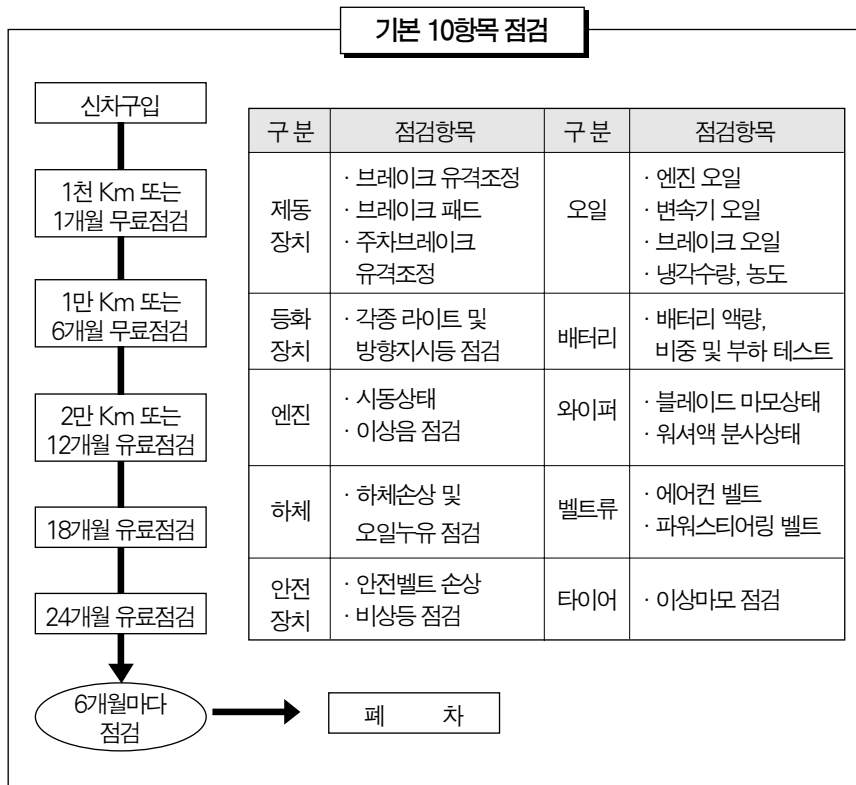 기본 10항목 점검
신차구입
1천 Km 또는
1개월 무료점검
1만 Km 또는
6개월 무료점검
2만 Km 또는
12개월 유료점검
18개월 유료점검
24개월 유료점검
6개월마다
점검
폐 차
구 분 점검항목 구 분 점검항목
제동
장치
· 브레이크 유격조정
· 브레이크 패드
· 주차브레이크
유격조정
오일
· 엔진 오일
· 변속기 오일
· 브레이크 오일
· 냉각수량, 농도
등화
장치
· 각종 라이트 및
방향지시등 점검
배터리
· 배터리 액량,
비중 및 부하 테스트
엔진
· 시동상태
· 이상음 점검
와이퍼
· 블레이드 마모상태
· 워셔액 분사상태
하체
· 하체손상 및
오일누유 점검
벨트류
· 에어컨 벨트
· 파워스티어링 벨트
안전
장치
· 안전벨트 손상
· 비상등 점검
타이어
· 이상마모 점검